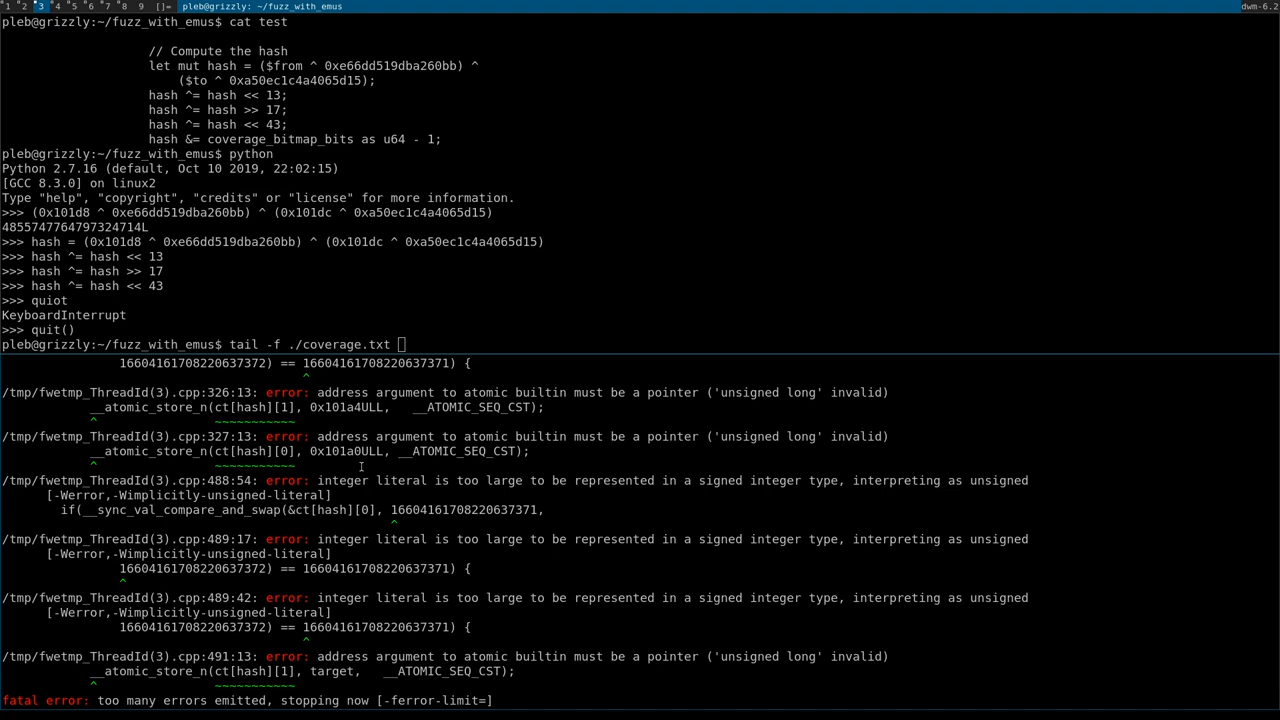 1 2 3 4 5 6 7 8 9 []= pleb@grizzly: ~/fuzz_with_emus dwm-6.2
pleb@grizzly:~/fuzz_with_emus$ cat test
// Compute the hash
let mut hash = ($from ^ 0xe66dd519dba260bb) ^
($to ^ 0xa50ec1c4a4065d15);
hash ^= hash << 13;
hash ^= hash >> 17;
hash ^= hash << 43;
hash &= coverage_bitmap_bits as u64 - 1;
pleb@grizzly:~/fuzz_with_emus$ python
Python 2.7.16 (default, Oct 10 2019, 22:02:15)
[GCC 8.3.0] on linux2
Type "help", "copyright", "credits" or "license" for more information.
>>> (0x101d8 ^ 0xe66dd519dba260bb) ^ (0x101dc ^ 0xa50ec1c4a4065d15)
4855747764797324714L
>>> hash = (0x101d8 ^ 0xe66dd519dba260bb) ^ (0x101dc ^ 0xa50ec1c4a4065d15)
>>> hash ^= hash << 13
>>> hash ^= hash >> 17
>>> hash ^= hash << 43
>>> quiot
KeyboardInterrupt
>>> quit()
pleb@grizzly:~/fuzz_with_emus$ tail -f ./coverage.txt
16604161708220637372) == 16604161708220637371) {
^
/tmp/fwetmp_ThreadId(3).cpp:326:13: error: address argument to atomic builtin must be a pointer ('unsigned long' invalid)
__atomic_store_n(ct[hash][1], 0x101a4ULL,   __ATOMIC_SEQ_CST);
^ ~~~~~~~~~~~
/tmp/fwetmp_ThreadId(3).cpp:327:13: error: address argument to atomic builtin must be a pointer ('unsigned long' invalid)
__atomic_store_n(ct[hash][0], 0x101a0ULL, __ATOMIC_SEQ_CST);
^ ~~~~~~~~~~~
/tmp/fwetmp_ThreadId(3).cpp:488:54: error: integer literal is too large to be represented in a signed integer type, interpreting as unsigned
[-Werror,-Wimplicitly-unsigned-literal]
if(__sync_val_compare_and_swap(&ct[hash][0], 16604161708220637371,
^
/tmp/fwetmp_ThreadId(3).cpp:489:17: error: integer literal is too large to be represented in a signed integer type, interpreting as unsigned
[-Werror,-Wimplicitly-unsigned-literal]
16604161708220637372) == 16604161708220637371) {
^
/tmp/fwetmp_ThreadId(3).cpp:489:42: error: integer literal is too large to be represented in a signed integer type, interpreting as unsigned
[-Werror,-Wimplicitly-unsigned-literal]
16604161708220637372) == 16604161708220637371) {
^
/tmp/fwetmp_ThreadId(3).cpp:491:13: error: address argument to atomic builtin must be a pointer ('unsigned long' invalid)
__atomic_store_n(ct[hash][1], target,   __ATOMIC_SEQ_CST);
^ ~~~~~~~~~~~
fatal error: too many errors emitted, stopping now [-ferror-limit=]